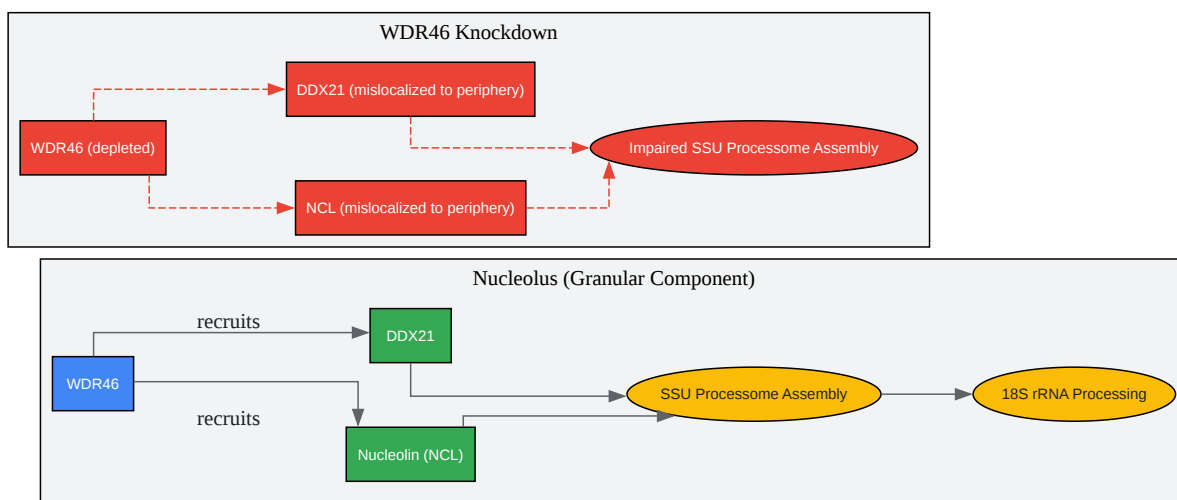 WDR46 Knockdown
DDX21 (mislocalized to periphery)
WDR46 (depleted)
Impaired SSU Processome Assembly
NCL (mislocalized to periphery)
Nucleolus (Granular Component)
recruits
DDX21
WDR46
SSU Processome Assembly
18S rRNA Processing
recruits
Nucleolin (NCL)